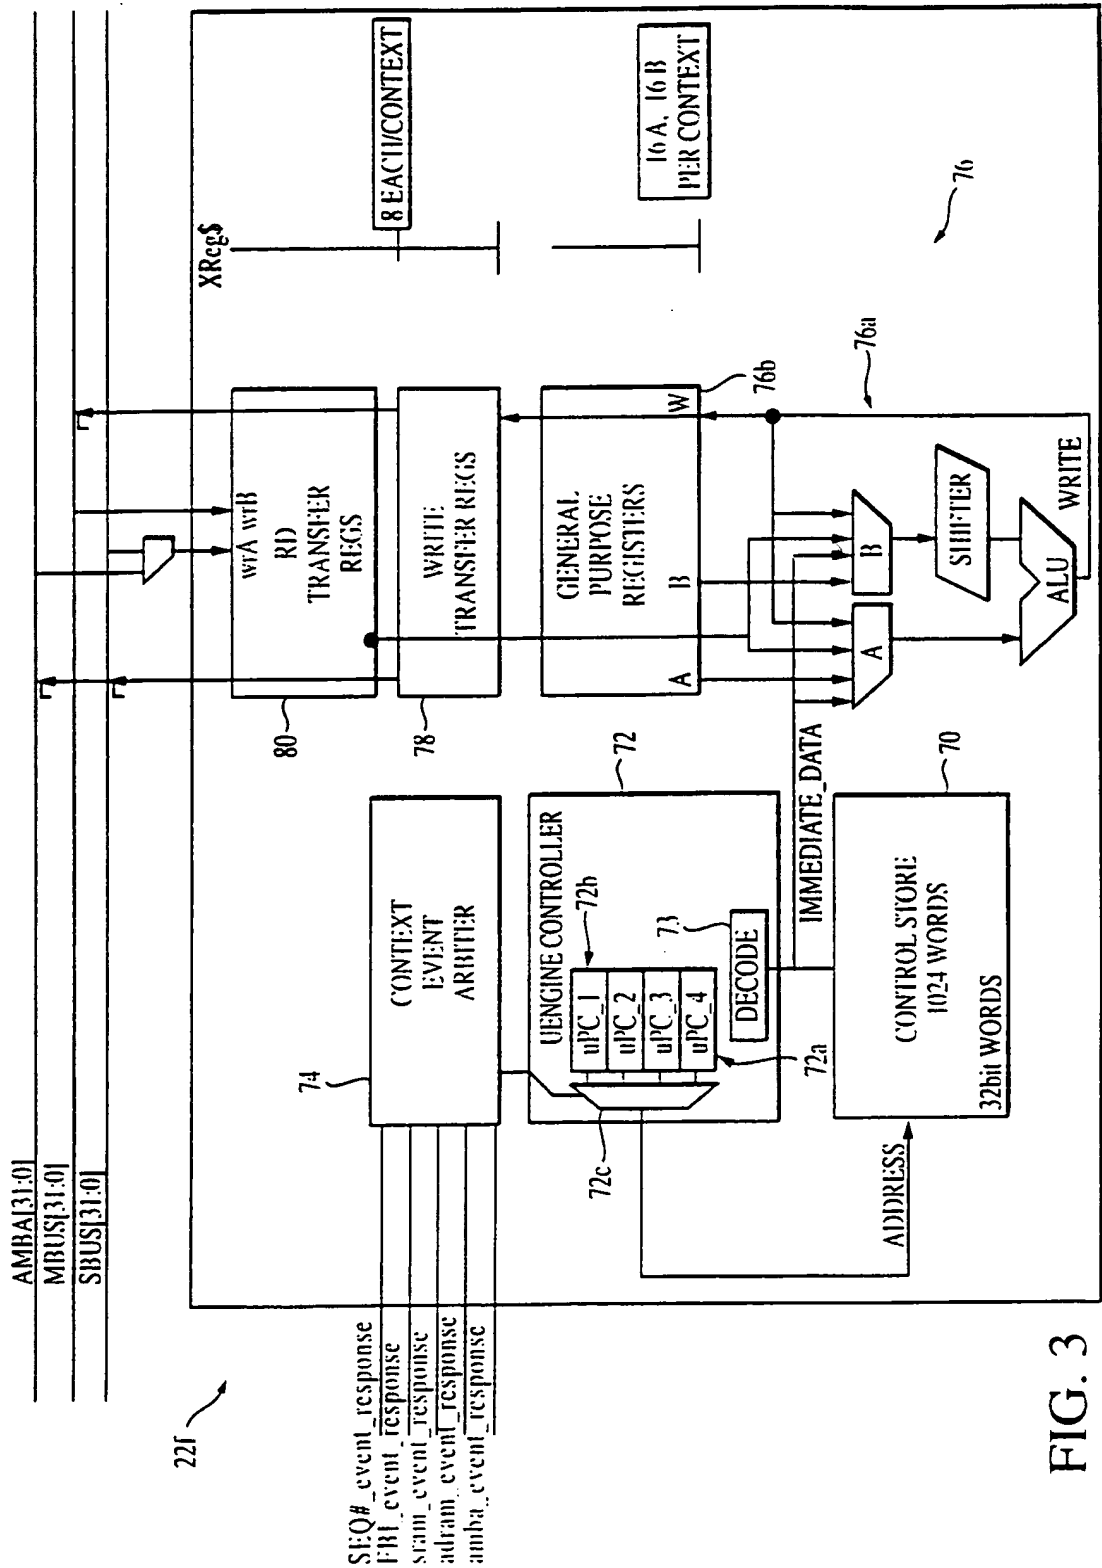 AMBA[31:0]
MBUS[31:0]
SBUS[31:0]
22f
SEQ#_event_response
FBI_event_response
sram_event_response
adram_event_response
amba_event_response
74
CONTEXT
EVENT
ARBITER
80
wrA wrB
RD
TRANSFER
REGS
78
WRITE
TRANSFER REGS
XReg$
8 EACH/CONTEXT
72
UENGINE CONTROLLER
72b
uPC_1
uPC_2
uPC_3
uPC_4
72c
72a
73
DECODE
GENERAL
PURPOSE
REGISTERS
A
B
W
76b
16 A, 16 B
PER CONTEXT
IMMEDIATE_DATA
ADDRESS
70
CONTROL STORE
1024 WORDS
32bit WORDS
A
B
SHIFTER
ALU
WRITE
76a
76
FIG. 3